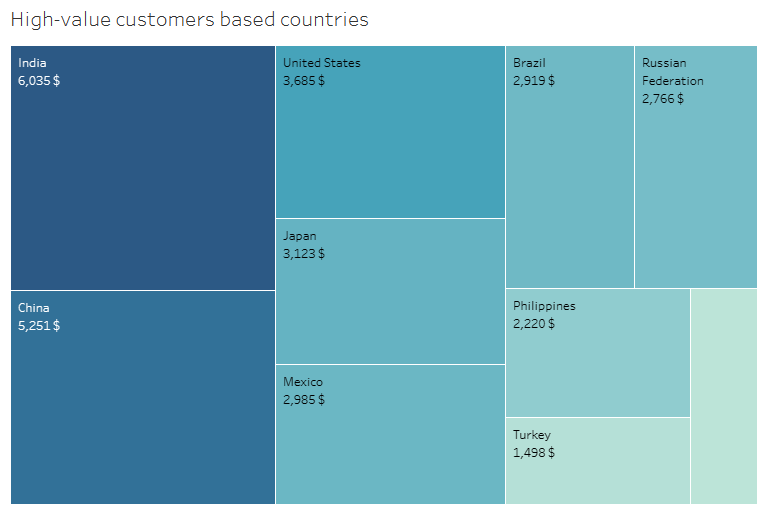 High-value customers based countries
India
6,035 $
China
5,251 $
United States
3,685 $
Japan
3,123 $
Mexico
2,985 $
Brazil
2,919 $
Russian
Federation
2,766 $
Philippines
2,220 $
Turkey
1,498 $